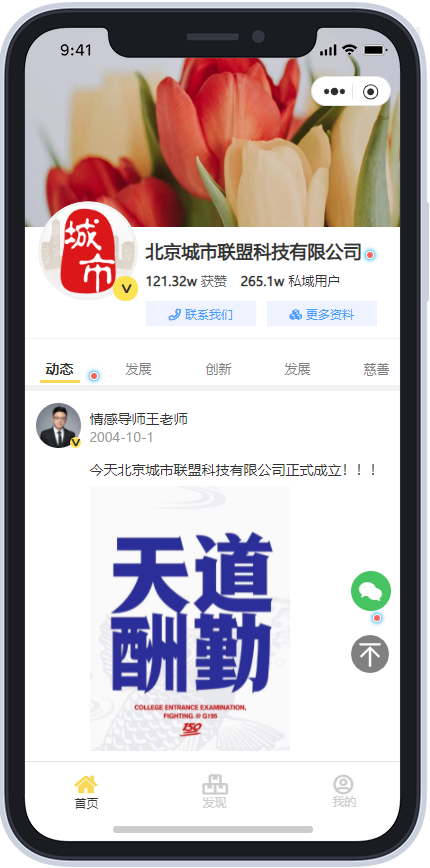 9:41
城
市
V
北京城市联盟科技有限公司
121.32w 获赞 265.1w 私域用户
联系我们 更多资料
动态 发展 创新 发展 慈善
情感导师王老师
V
2004-10-1
今天北京城市联盟科技有限公司正式成立！！！
天道
酬勤
COLLEGE ENTRANCE EXAMINATION,
FIGHTING @ G195
150
首页 发现 我的